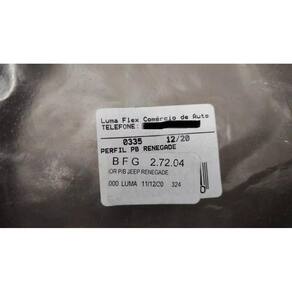 Luma Flex Comércio de Auto
TELEFONE:
0335 12/20
PERFIL PB RENEGADE
BFG 2.72.04
IOR P/B JEEP RENEGADE
000 LUMA 11/12/20 324